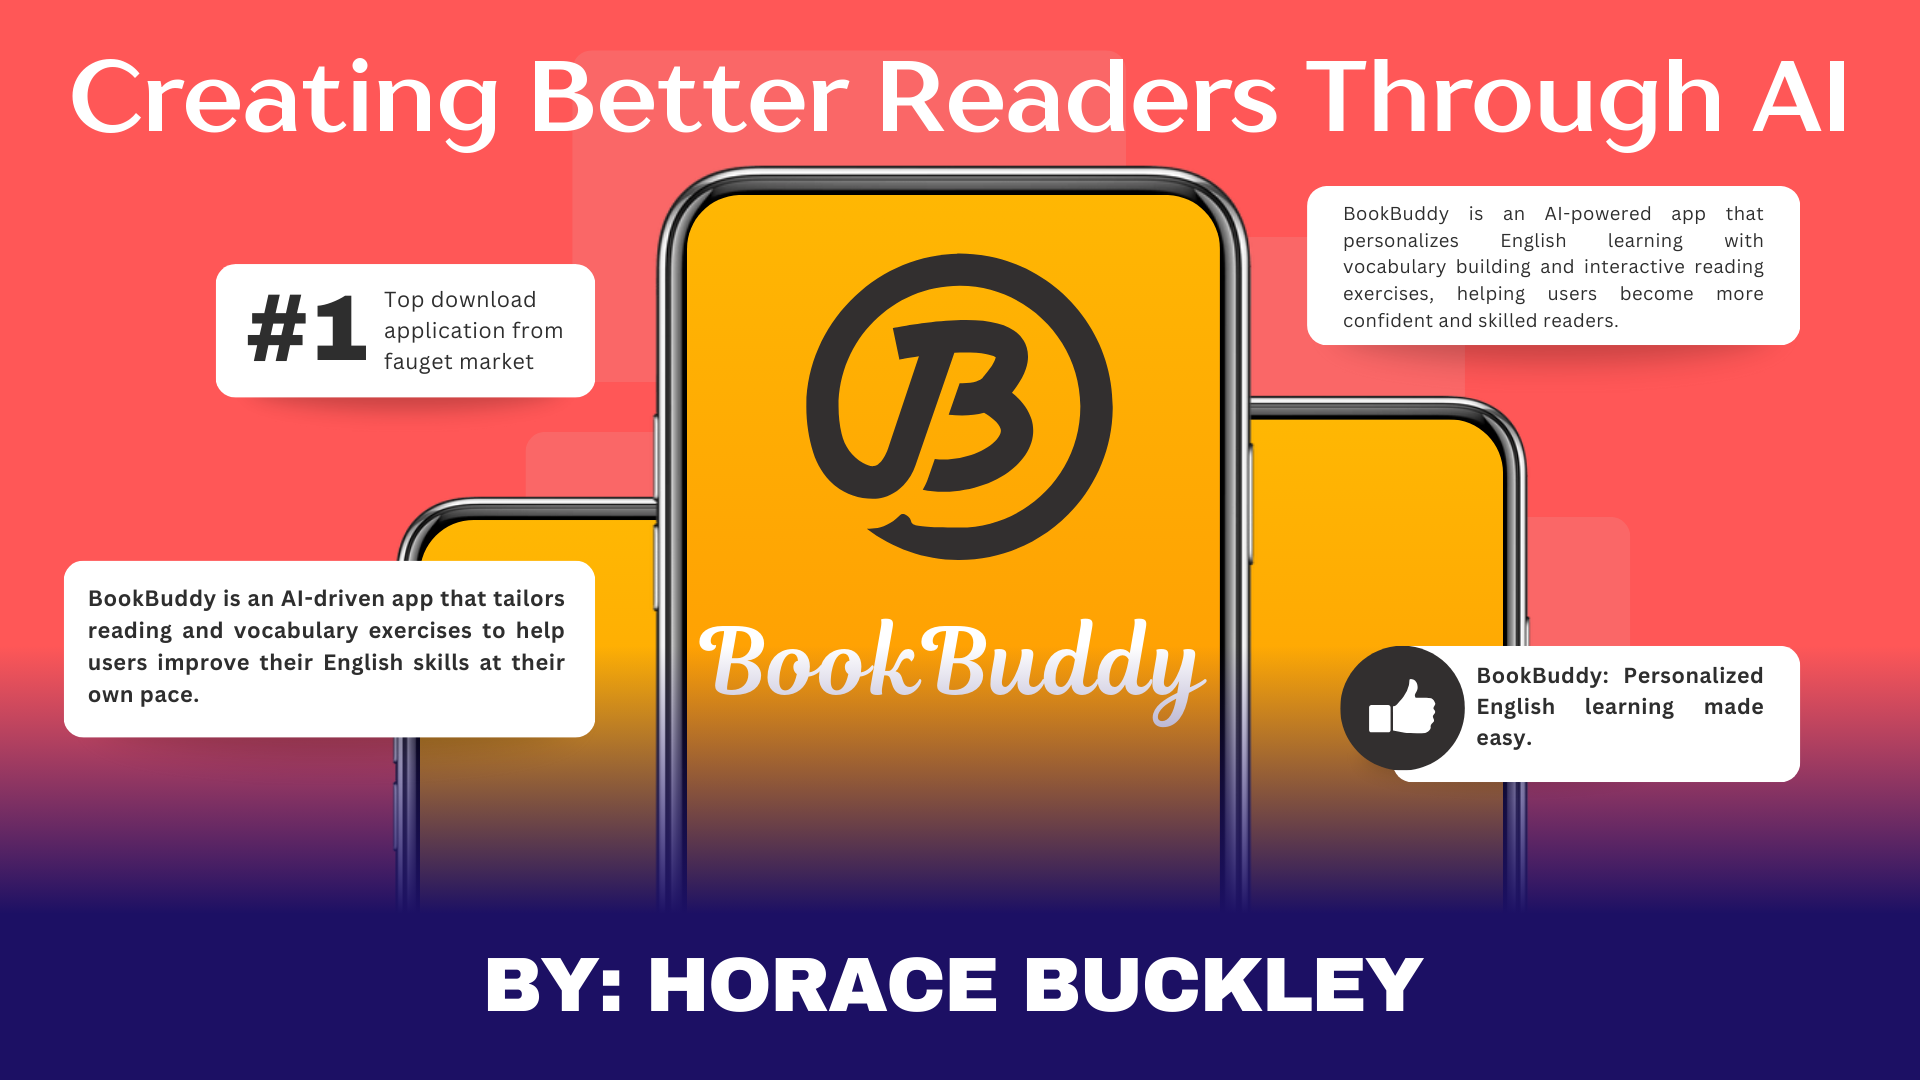 Creating Better Readers Through AI
#1
Top download
application from
fauget market
BookBuddy is an AI-powered app that
personalizes English learning with
vocabulary building and interactive reading
exercises, helping users become more
confident and skilled readers.
B
BookBuddy
BookBuddy is an AI-driven app that tailors
reading and vocabulary exercises to help
users improve their English skills at their
own pace.
BookBuddy: Personalized
English learning made
easy.
BY: HORACE BUCKLEY